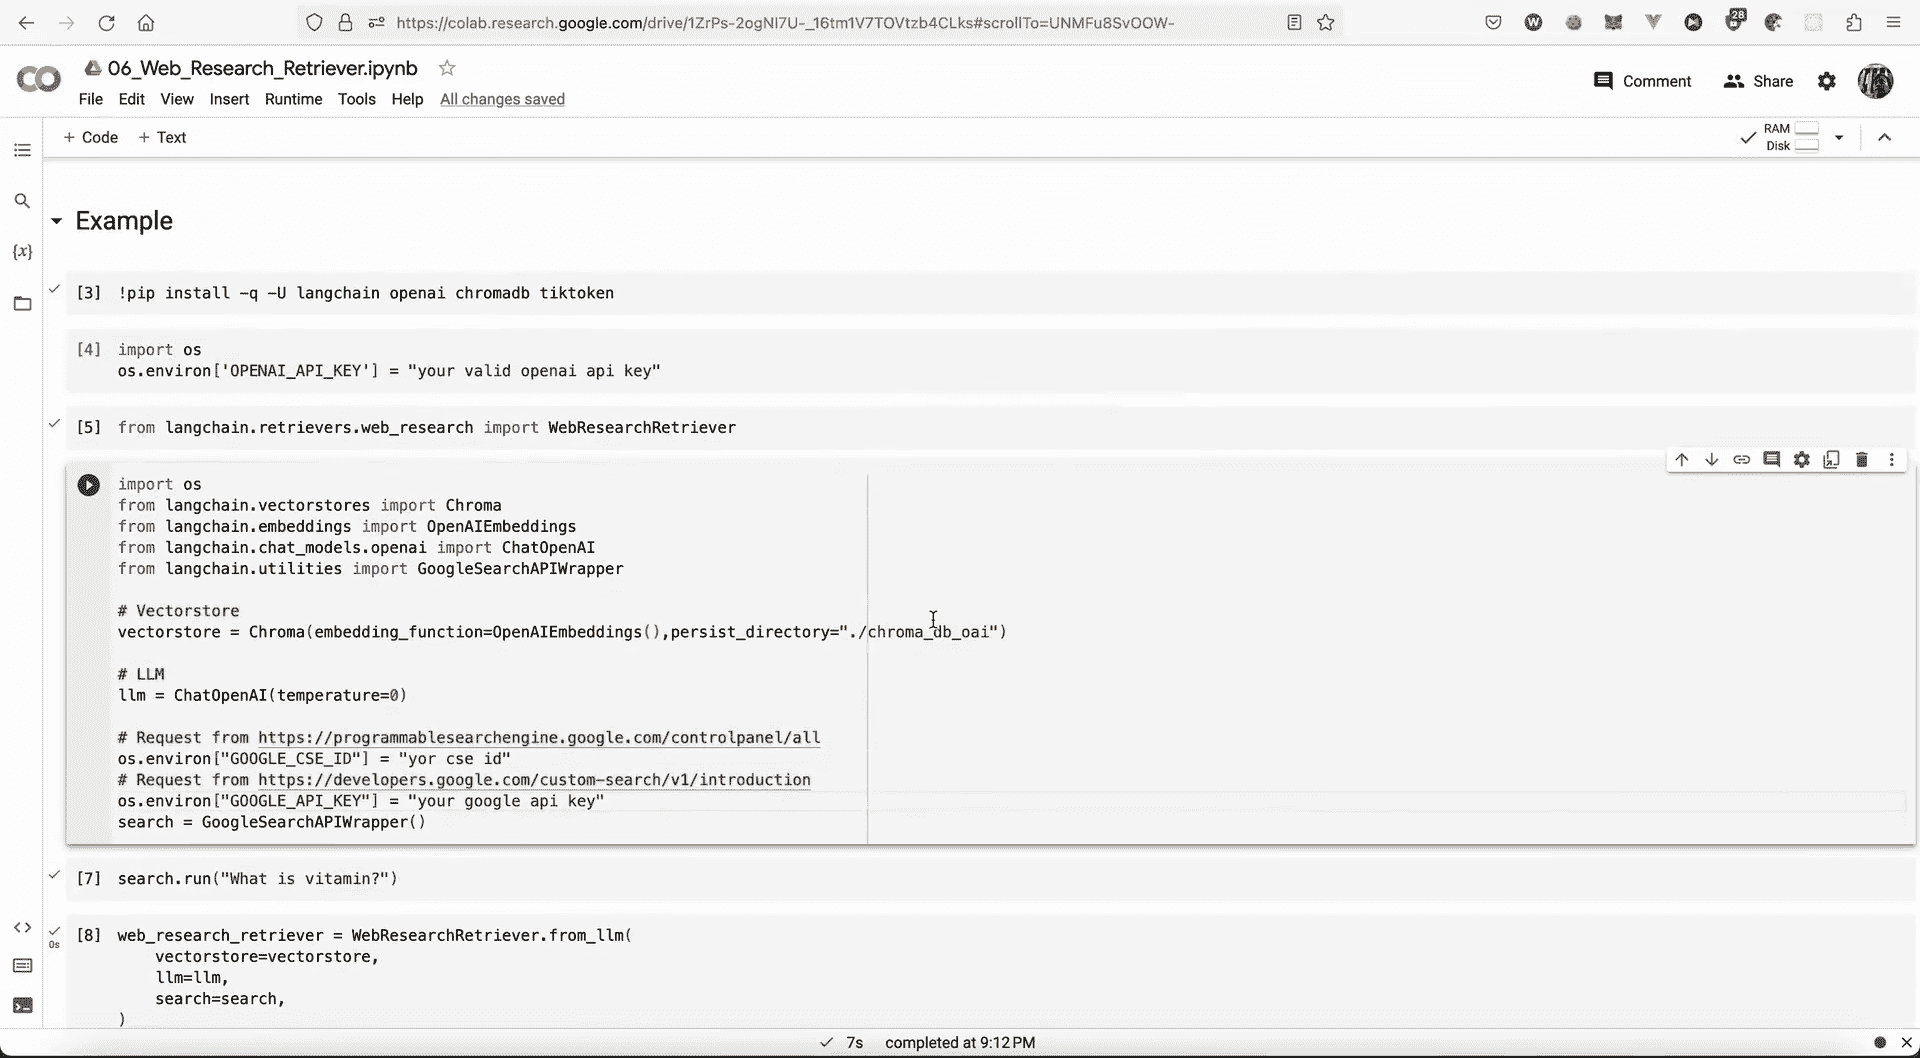 https://colab.research.google.com/drive/1ZrPs-2ogNI7U-_16tm1V7TOVtzb4CLks#scrollTo=UNMFu8SvOOW-
28
06_Web_Research_Retriever.ipynb
File Edit View Insert Runtime Tools Help All changes saved
Comment Share
+ Code + Text
RAM
Disk
Example
[3] !pip install -q -U langchain openai chromadb tiktoken
[4] import os
os.environ['OPENAI_API_KEY'] = "your valid openai api key"
[5] from langchain.retrievers.web_research import WebResearchRetriever
import os
from langchain.vectorstores import Chroma
from langchain.embeddings import OpenAIEmbeddings
from langchain.chat_models.openai import ChatOpenAI
from langchain.utilities import GoogleSearchAPIWrapper
# Vectorstore
vectorstore = Chroma(embedding_function=OpenAIEmbeddings(),persist_directory="./chroma_db_oai")
# LLM
llm = ChatOpenAI(temperature=0)
# Request from https://programmablesearchengine.google.com/controlpanel/all
os.environ["GOOGLE_CSE_ID"] = "yor cse id"
# Request from https://developers.google.com/custom-search/v1/introduction
os.environ["GOOGLE_API_KEY"] = "your google api key"
search = GoogleSearchAPIWrapper()
[7] search.run("What is vitamin?")
[8] web_research_retriever = WebResearchRetriever.from_llm(
0s
vectorstore=vectorstore,
llm=llm,
search=search,
)
7s completed at 9:12 PM